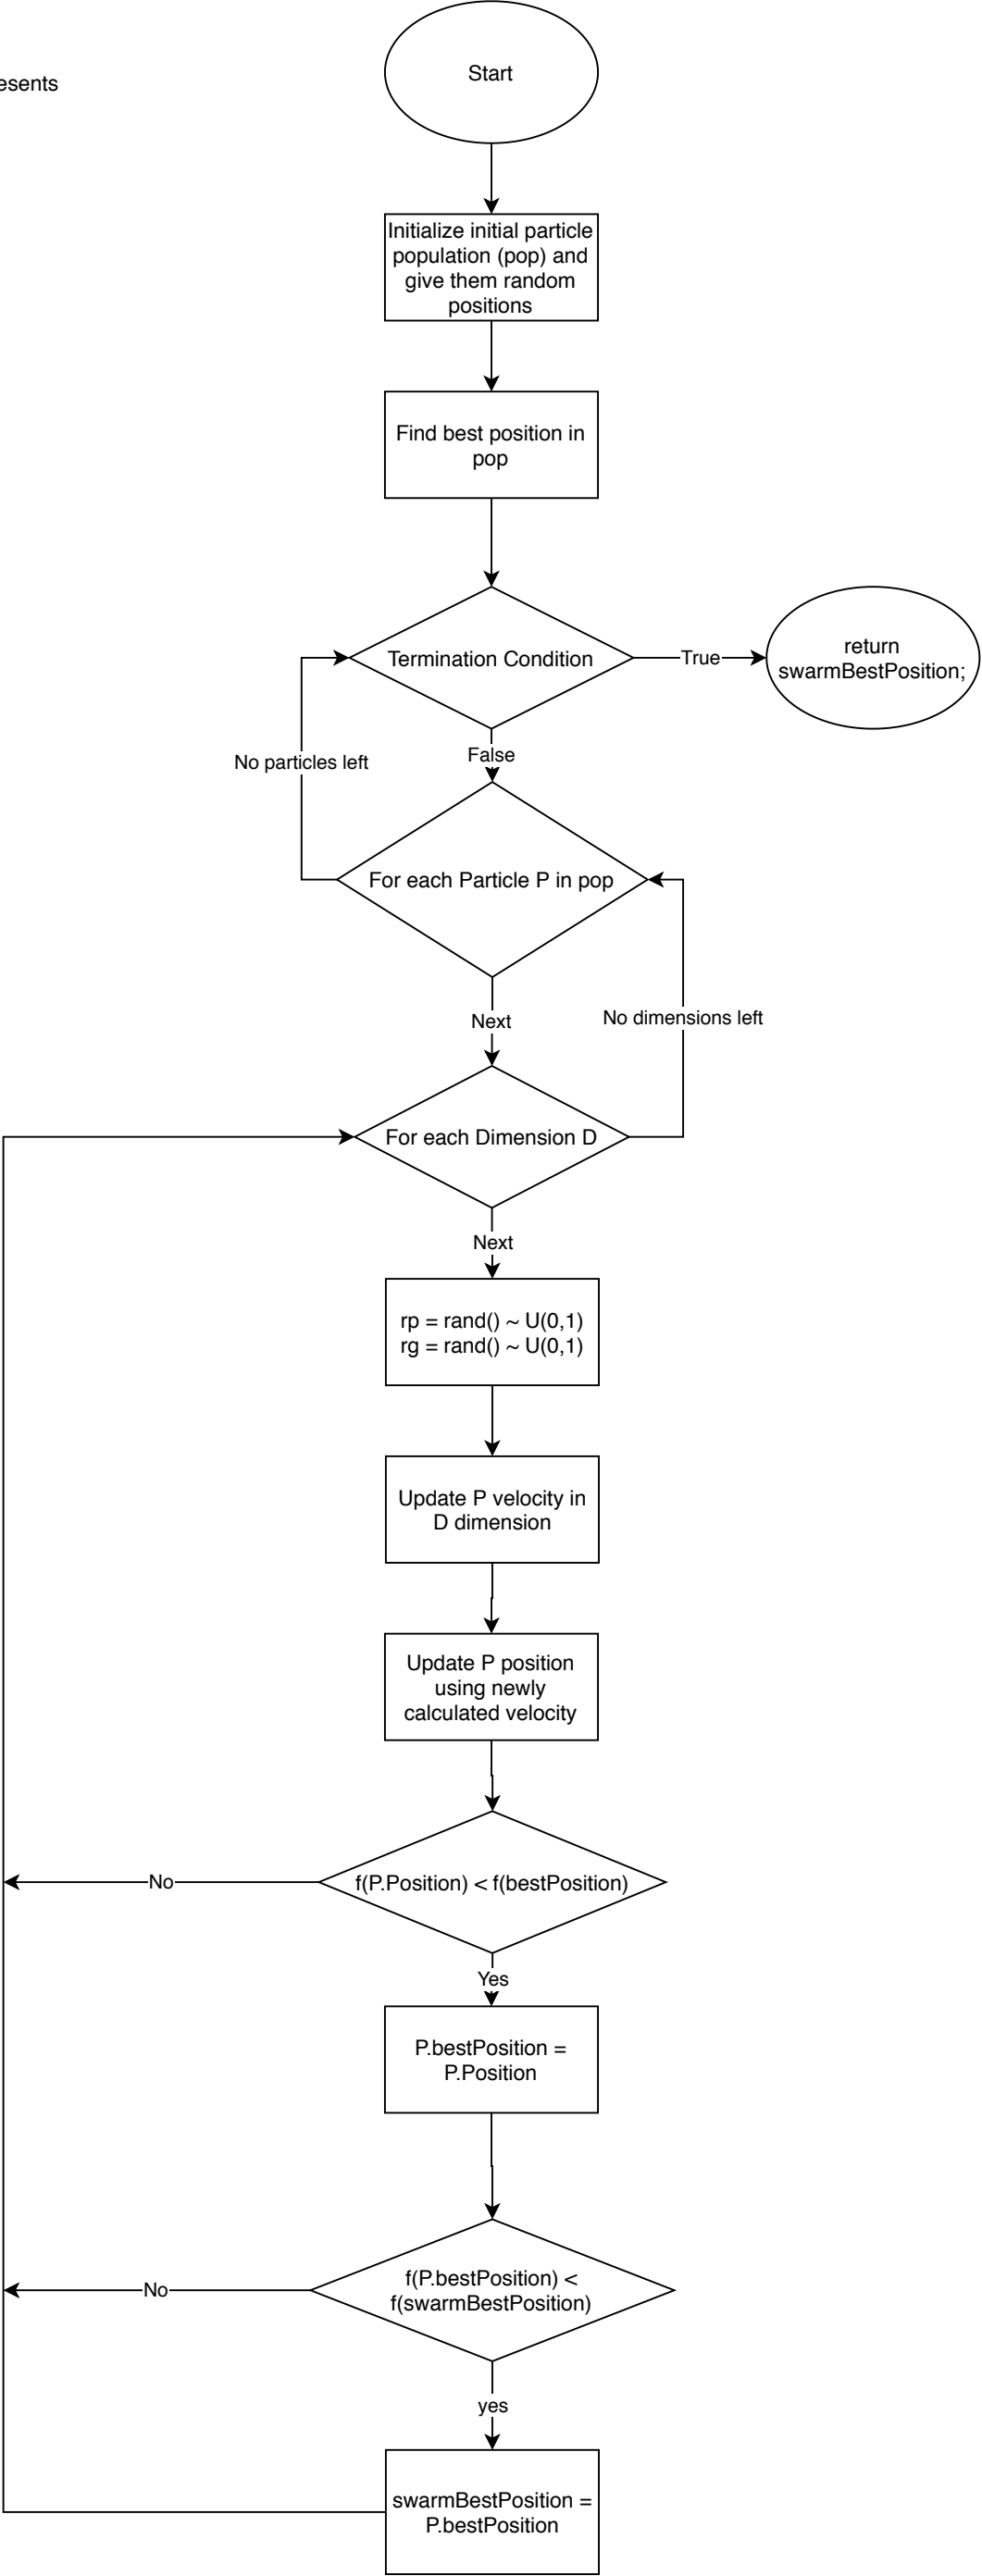 Start
esents
Initialize initial particle
population (pop) and
give them random
positions
Find best position in
pop
Termination Condition
True
return
swarmBestPosition;
False
No particles left
For each Particle P in pop
Next
No dimensions left
For each Dimension D
Next
rp = rand() ~ U(0,1)
rg = rand() ~ U(0,1)
Update P velocity in
D dimension
Update P position
using newly
calculated velocity
f(P.Position) < f(bestPosition)
No
Yes
P.bestPosition =
P.Position
f(P.bestPosition) <
f(swarmBestPosition)
No
yes
swarmBestPosition =
P.bestPosition